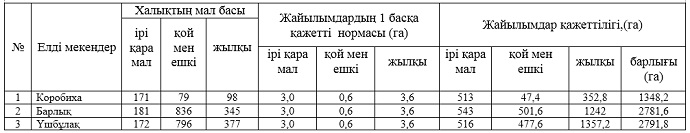 № Елді мекендер Халықтың мал басы Жайылымдардың 1 басқа қажетті нормасы (га) Жайылымдар қажеттілігі,(га)
ірі қара мал қой мен ешкі жылқы ірі қара мал қой мен ешкі жылқы ірі қара мал қой мен ешкі жылқы барлығы (га)
1 Коробиха 171 79 98 3,0 0,6 3,6 513 47,4 352,8 1348,2
2 Барлық 181 836 345 3,0 0,6 3,6 543 501,6 1242 2781,6
3 Үшбұлақ 172 796 377 3,0 0,6 3,6 516 477,6 1357,2 2791,8